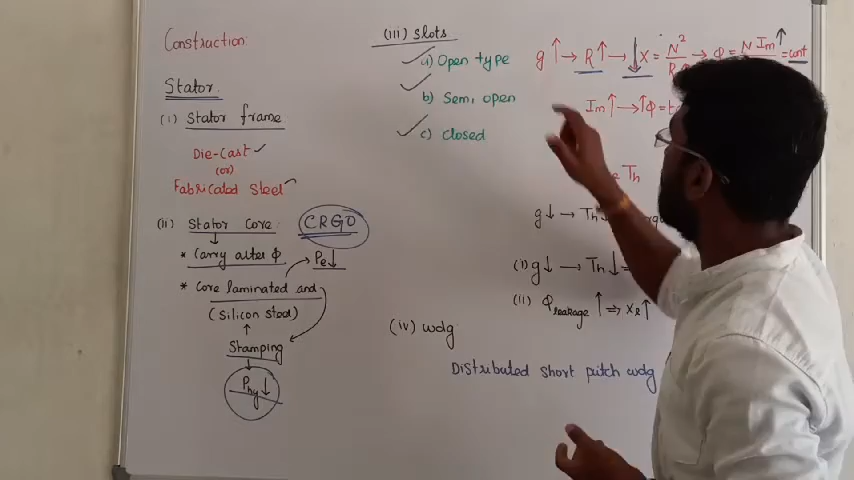 Construction
Stator
(i) Stator frame
Die-Cast ✓
(or)
Fabricated Steel ✓
(ii) Stator Core: CRGO
* Carry alter Φ
Pe↓
* Core laminated and
(Silicon Steel)
↑
Stamping
↓
Phy↓
(iii) Slots
✓ a) Open type
✓ b) Semi open
✓ c) Closed
(iv) wdg
Distributed short pitch wdg
g↑ → R↑ → ↓X = N²/R → Φ = N Im↑ = cont
Im↑ → ↑Φ =
Th
g↓ → Th↓
(i) g↓ → Th↓ =
(ii) Φleakage ↑ ⇒ Xl↑